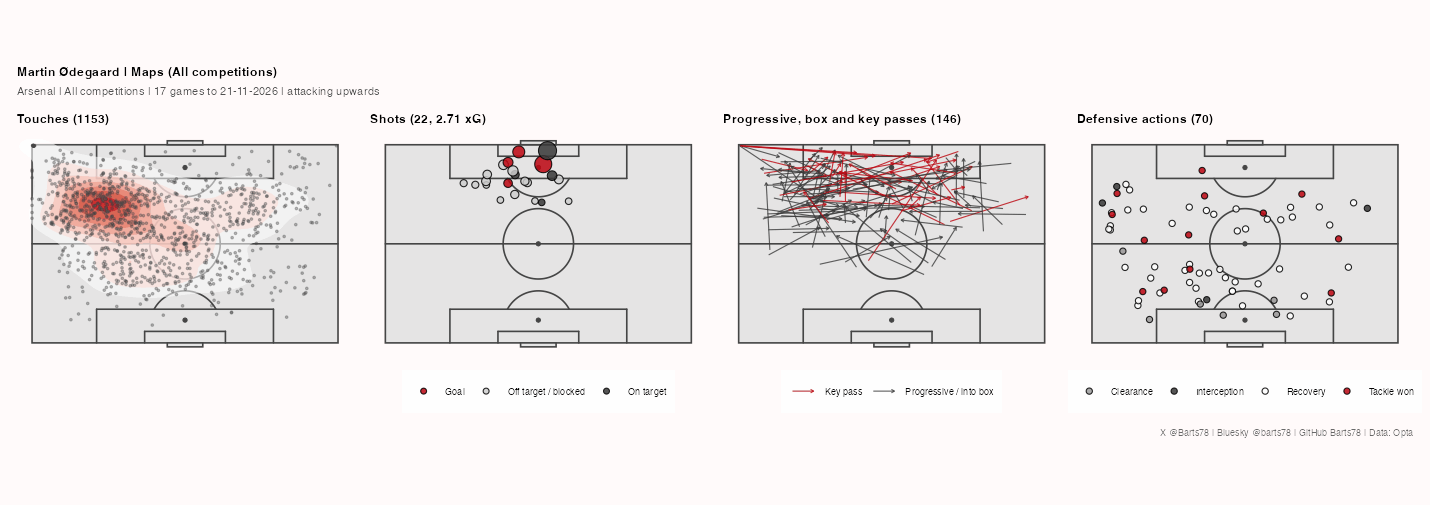 Martin Ødegaard | Maps (All competitions)
Arsenal | All competitions | 17 games to 21-11-2026 | attacking upwards
Touches (1153)
Shots (22, 2.71 xG)
Progressive, box and key passes (146)
Defensive actions (70)
Goal Off target / blocked On target
Key pass Progressive / into box
Clearance Interception Recovery Tackle won
X @Barts78 | Bluesky @barts78 | GitHub Barts78 | Data: Opta